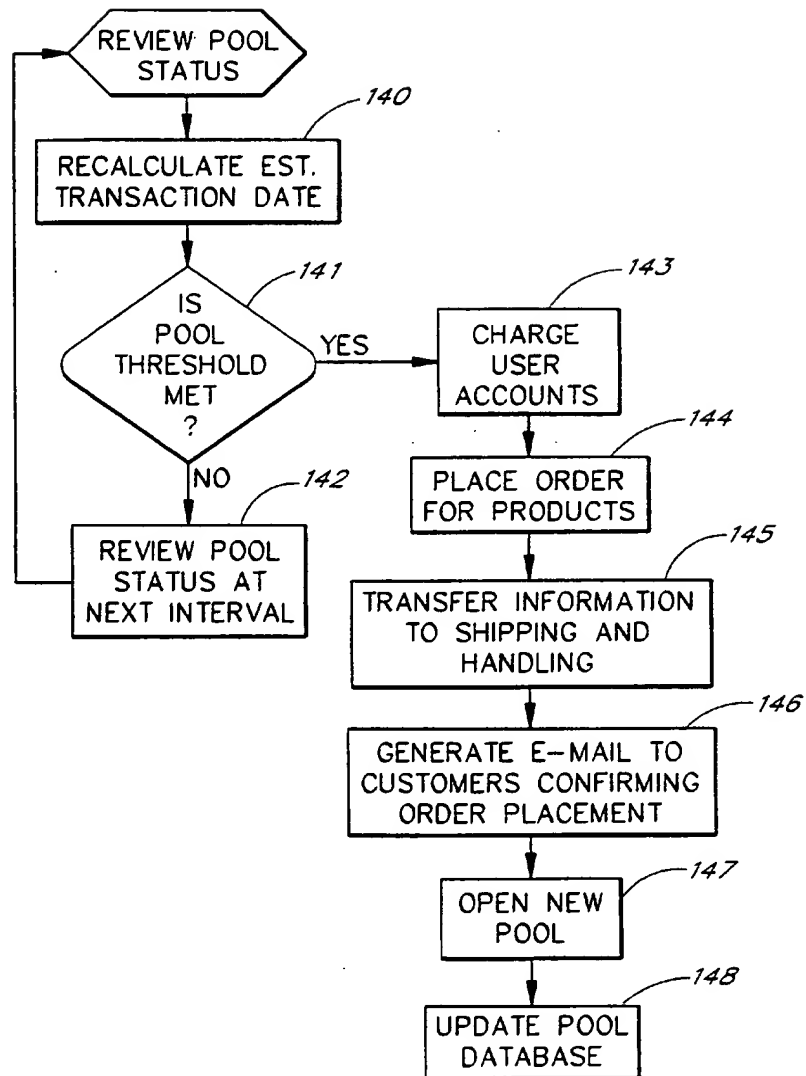 REVIEW POOL
STATUS
140
RECALCULATE EST.
TRANSACTION DATE
141
IS
POOL
THRESHOLD
MET
?
YES
NO
142
REVIEW POOL
STATUS AT
NEXT INTERVAL
143
CHARGE
USER
ACCOUNTS
144
PLACE ORDER
FOR PRODUCTS
145
TRANSFER INFORMATION
TO SHIPPING AND
HANDLING
146
GENERATE E-MAIL TO
CUSTOMERS CONFIRMING
ORDER PLACEMENT
147
OPEN NEW
POOL
148
UPDATE POOL
DATABASE